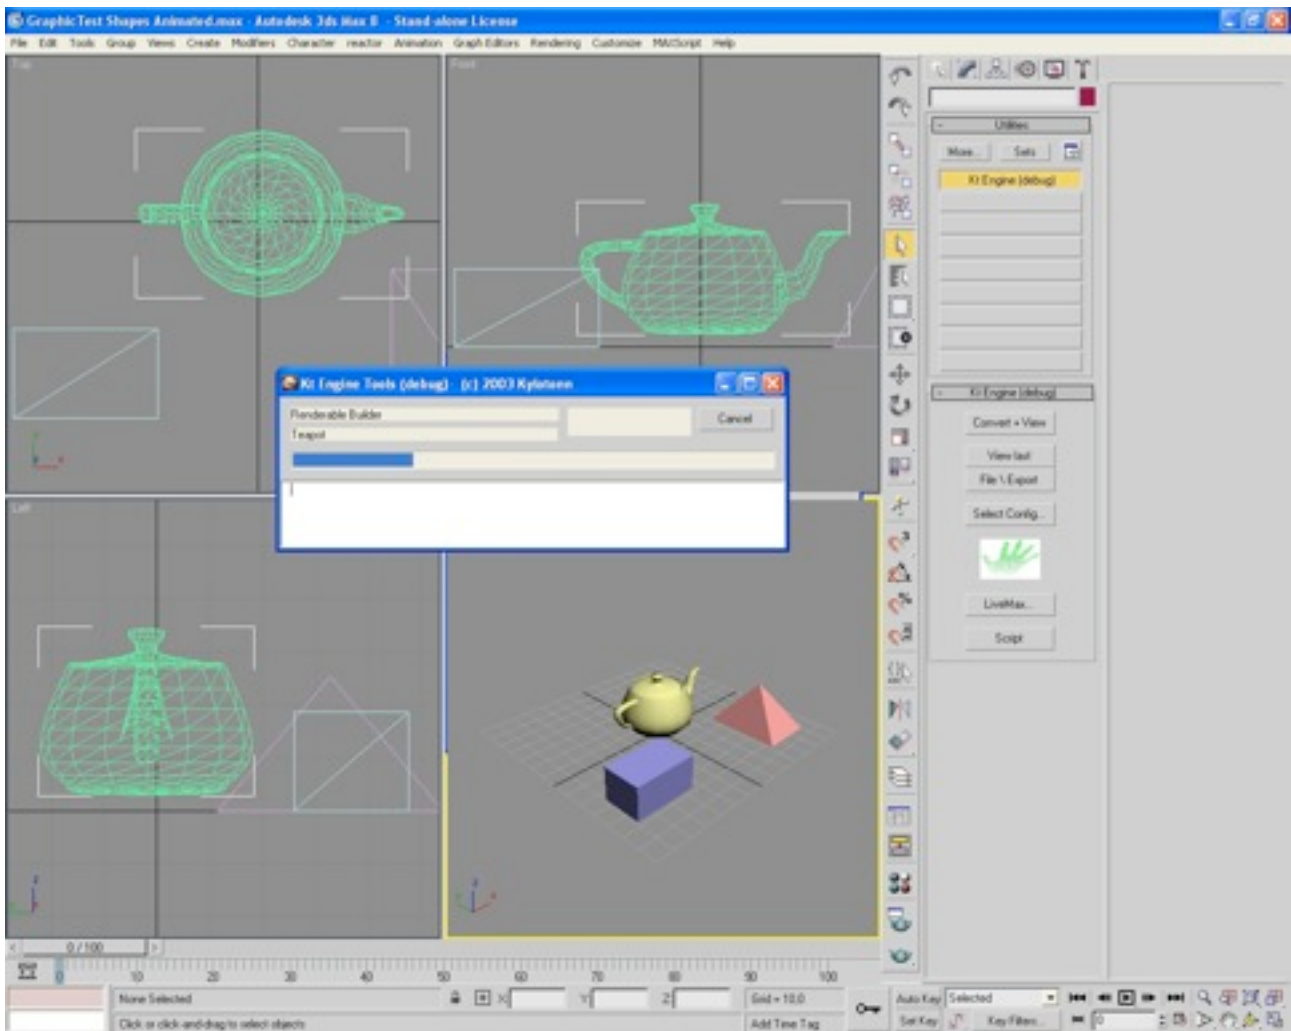 GraphicTest Shapes Animated.max - Autodesk 3ds Max 8 - Stand-alone License
File Edit Tools Group Views Create Modifiers Character reactor Animation Graph Editors Rendering Customize MAXScript Help
Top
Front
Utilities
More... Sets
Kt Engine (debug)
Kt Engine Tools (debug) (c) 2003 Kylotonn
Renderable Builder
Cancel
Teapot
Kt Engine (debug)
Convert + View
View last
File \ Export
Select Config...
LiveMax...
Script
Left
0 / 100
0 10 20 30 40 50 60 70 80 90 100
None Selected
X Y Z
Grid = 10,0
Auto Key Selected
Click or click-and-drag to select objects
Add Time Tag
Set Key
Key Filters...
0